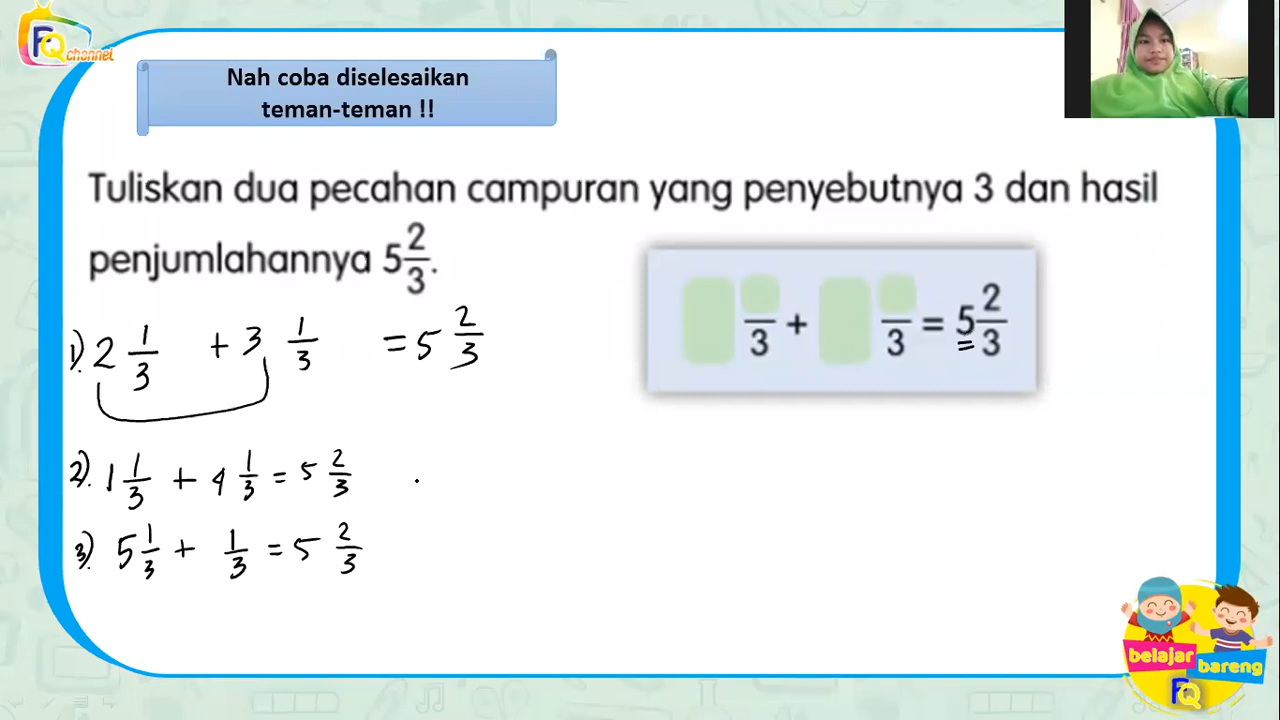 FQ channel
Nah coba diselesaikan
teman-teman !!
Tuliskan dua pecahan campuran yang penyebutnya 3 dan hasil
penjumlahannya 5 2/3.
/3 + /3 = 5 2/3
1). 2 1/3 + 3 1/3 = 5 2/3
2). 1 1/3 + 4 1/3 = 5 2/3
3). 5 1/3 + 1/3 = 5 2/3
belajar
bareng
FQ